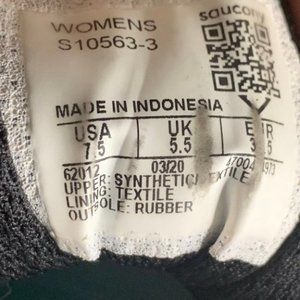 WOMENS saucony
S10563-3
MADE IN INDONESIA
USA UK
7.5 5.5
62012 03/20
UPPER: SYNTHETIC/TEXTILE
LINING: TEXTILE
OUTSOLE: RUBBER